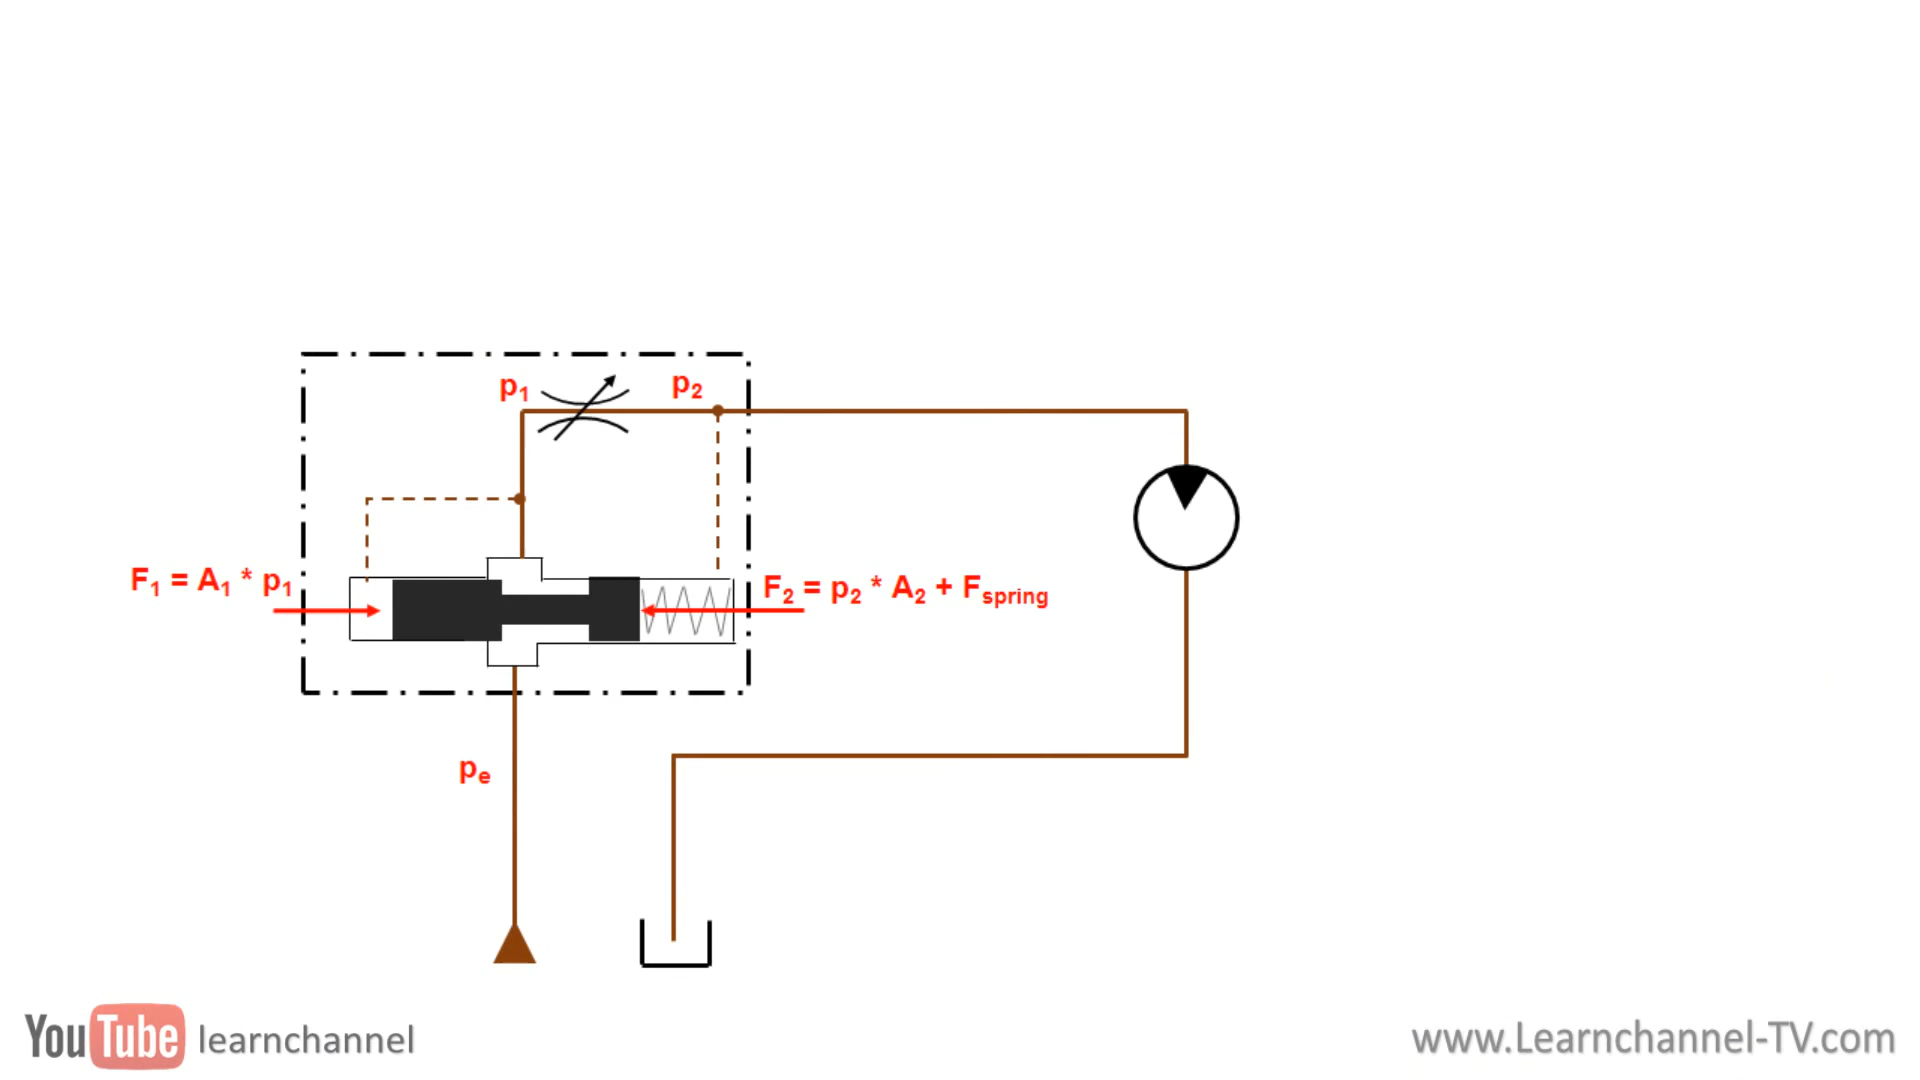 p₁
p₂
F₁ = A₁ * p₁
F₂ = p₂ * A₂ + Fspring
pe
YouTube learnchannel
www.Learnchannel-TV.com